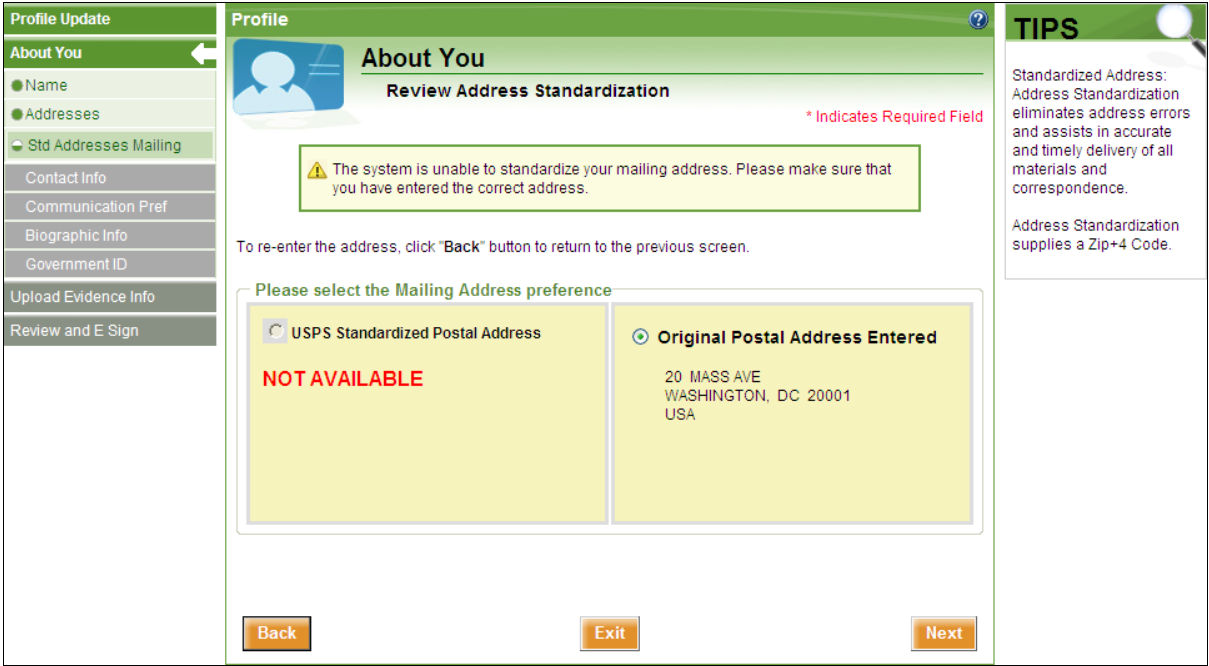 Profile Update
About You
Name
Addresses
Std Addresses Mailing
Contact Info
Communication Pref
Biographic Info
Government ID
Upload Evidence Info
Review and E Sign
Profile
?
About You
Review Address Standardization
* Indicates Required Field
The system is unable to standardize your mailing address. Please make sure that
you have entered the correct address.
To re-enter the address, click "Back" button to return to the previous screen.
Please select the Mailing Address preference
USPS Standardized Postal Address
NOT AVAILABLE
Original Postal Address Entered
20 MASS AVE
WASHINGTON, DC 20001
USA
Back
Exit
Next
TIPS
Standardized Address:
Address Standardization
eliminates address errors
and assists in accurate
and timely delivery of all
materials and
correspondence.
Address Standardization
supplies a Zip+4 Code.